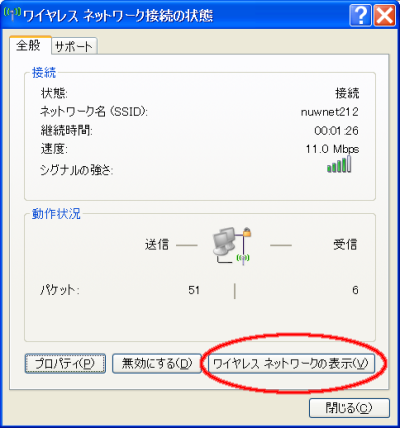 ワイヤレス ネットワーク接続の状態
全般 サポート
接続
状態: 接続
ネットワーク名 (SSID): nuwnet212
継続時間: 00:01:26
速度: 11.0 Mbps
シグナルの強さ:
動作状況
送信 — — 受信
パケット: 51 | 6
プロパティ(P) 無効にする(D) ワイヤレス ネットワークの表示(V)
閉じる(C)